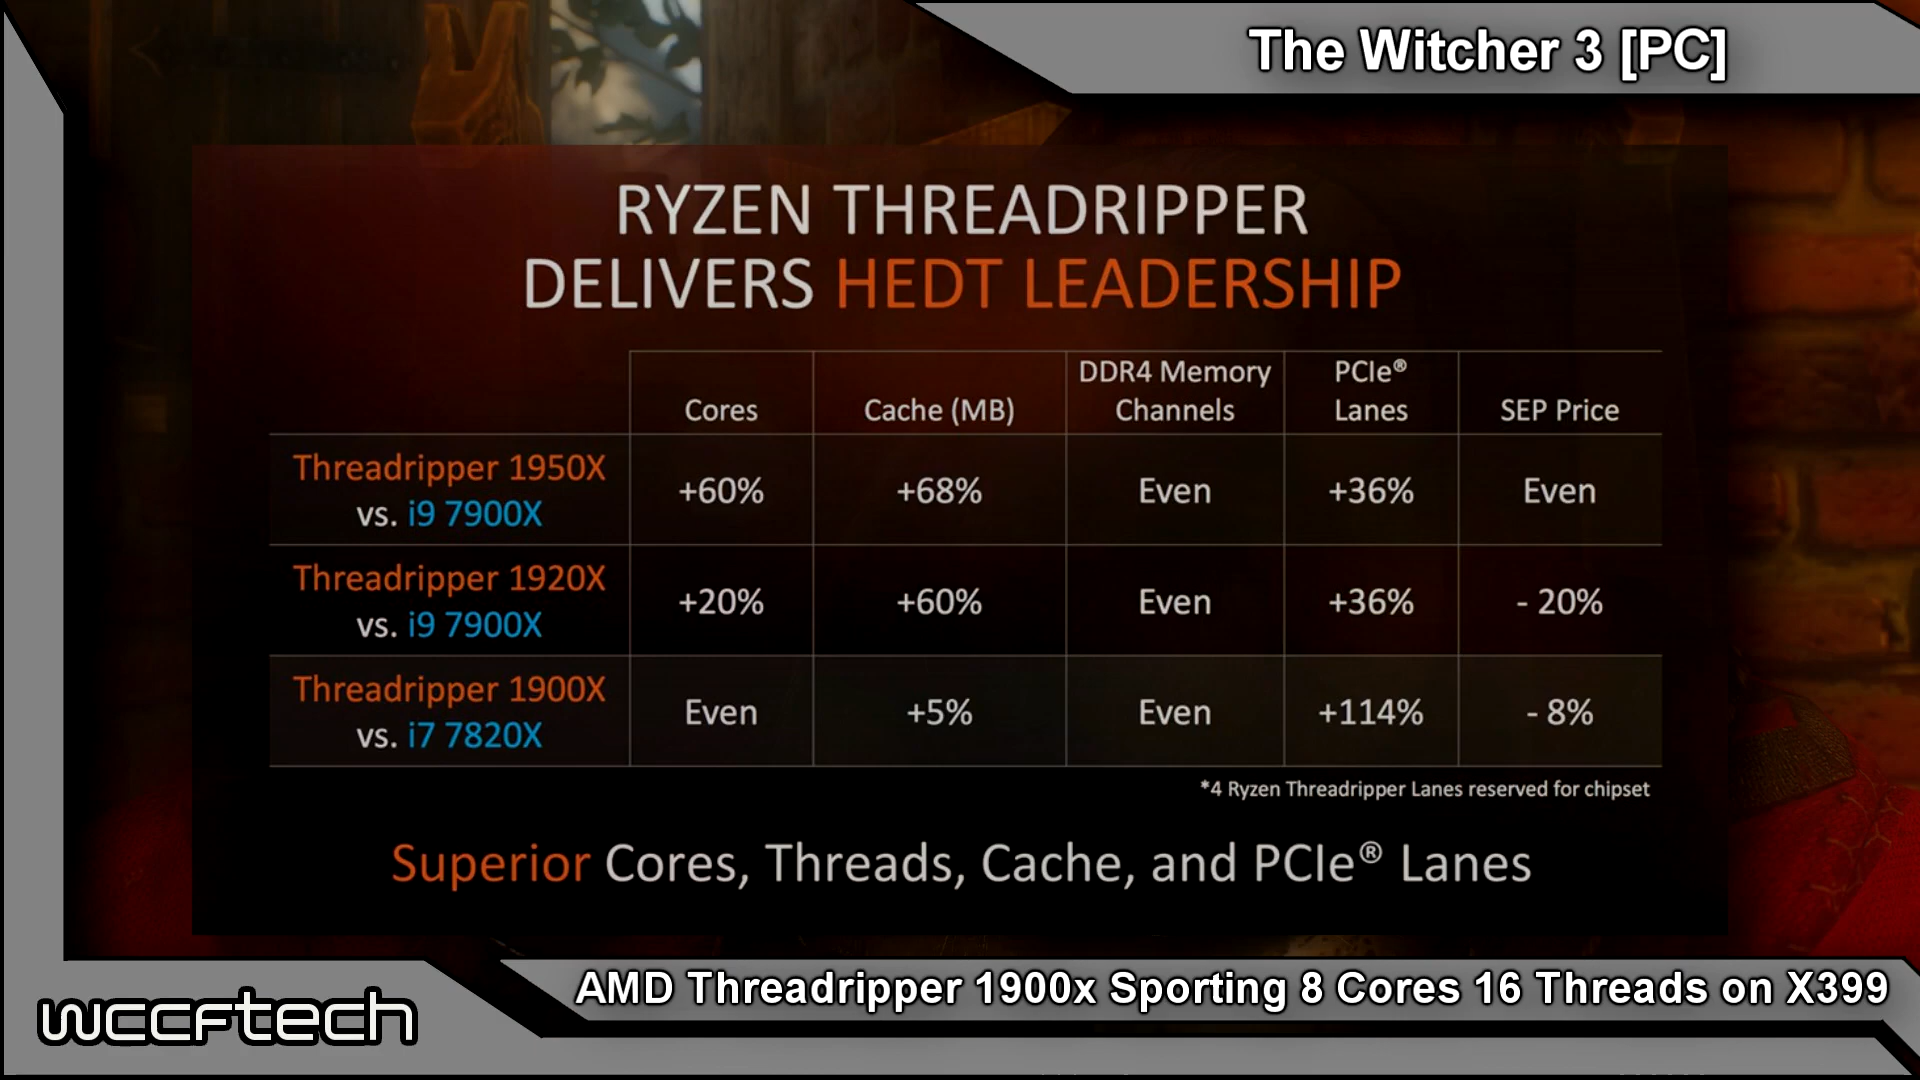 The Witcher 3 [PC]
RYZEN THREADRIPPER
DELIVERS HEDT LEADERSHIP
Cores
Cache (MB)
DDR4 Memory
Channels
PCIe®
Lanes
SEP Price
Threadripper 1950X
vs. i9 7900X
+60%
+68%
Even
+36%
Even
Threadripper 1920X
vs. i9 7900X
+20%
+60%
Even
+36%
- 20%
Threadripper 1900X
vs. i7 7820X
Even
+5%
Even
+114%
- 8%
*4 Ryzen Threadripper Lanes reserved for chipset
Superior Cores, Threads, Cache, and PCIe® Lanes
AMD Threadripper 1900x Sporting 8 Cores 16 Threads on X399
wccftech